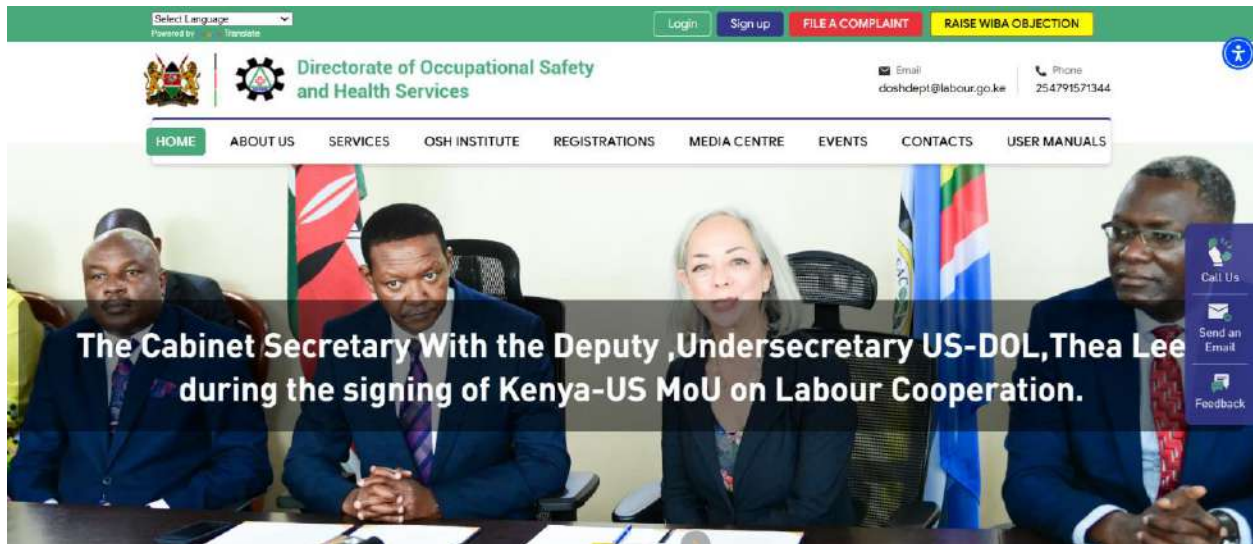 Select Language
Powered by Translate
Login
Sign up
FILE A COMPLAINT
RAISE WIBA OBJECTION
Directorate of Occupational Safety
and Health Services
Email
doshdept@labour.go.ke
Phone
254791571344
HOME
ABOUT US
SERVICES
OSH INSTITUTE
REGISTRATIONS
MEDIA CENTRE
EVENTS
CONTACTS
USER MANUALS
Call Us
Send an
Email
Feedback
The Cabinet Secretary With the Deputy ,Undersecretary US-DOL,Thea Lee
during the signing of Kenya-US MoU on Labour Cooperation.